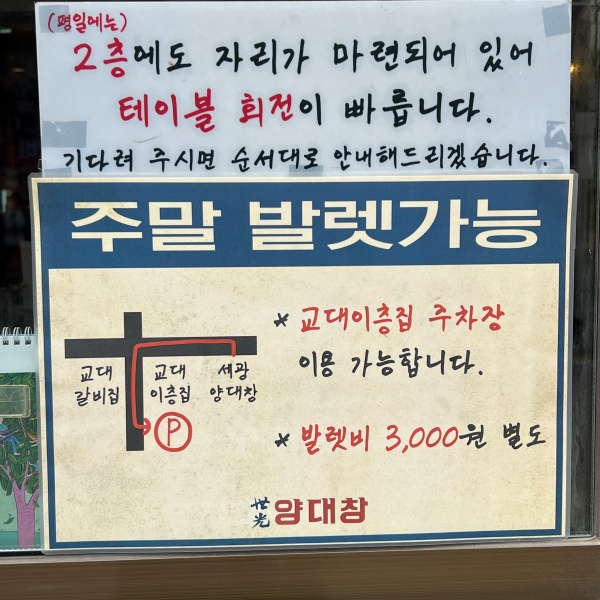 (평일에는)
2층에도 자리가 마련되어 있어
테이블 회전이 빠릅니다.
기다려 주시면 순서대로 안내해드리겠습니다.
주말 발렛가능
* 교대이층집 주차장
이용 가능합니다.
교대
갈비집
교대
이층집
세광
양대창
P
* 발렛비 3,000원 별도
世光 양대창